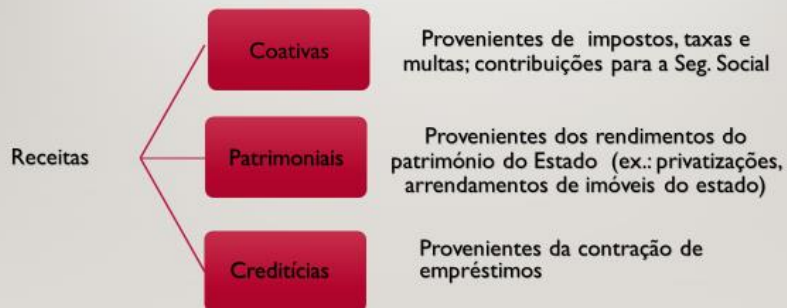 Coativas
Provenientes de impostos, taxas e
multas; contribuições para a Seg. Social
Receitas
Patrimoniais
Provenientes dos rendimentos do
património do Estado (ex.: privatizações,
arrendamentos de imóveis do estado)
Creditícias
Provenientes da contração de
empréstimos